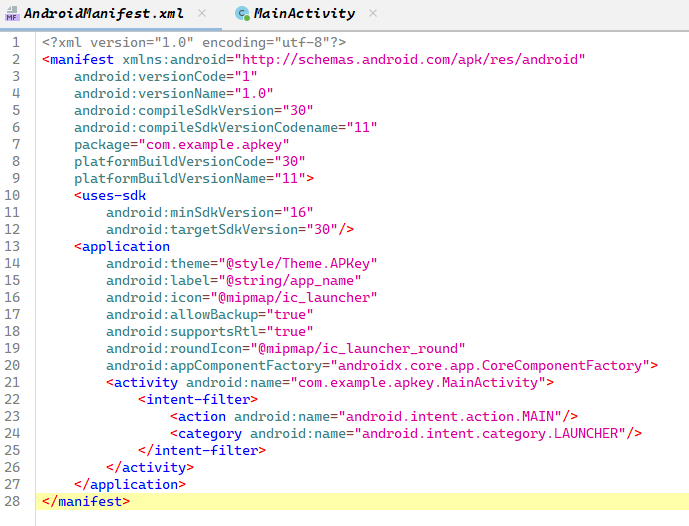 AndroidManifest.xml × MainActivity ×
MF C
1 <?xml version="1.0" encoding="utf-8"?>
2 <manifest xmlns:android="http://schemas.android.com/apk/res/android"
3     android:versionCode="1"
4     android:versionName="1.0"
5     android:compileSdkVersion="30"
6     android:compileSdkVersionCodename="11"
7     package="com.example.apkey"
8     platformBuildVersionCode="30"
9     platformBuildVersionName="11">
10     <uses-sdk
11         android:minSdkVersion="16"
12         android:targetSdkVersion="30"/>
13     <application
14         android:theme="@style/Theme.APKey"
15         android:label="@string/app_name"
16         android:icon="@mipmap/ic_launcher"
17         android:allowBackup="true"
18         android:supportsRtl="true"
19         android:roundIcon="@mipmap/ic_launcher_round"
20         android:appComponentFactory="androidx.core.app.CoreComponentFactory">
21         <activity android:name="com.example.apkey.MainActivity">
22             <intent-filter>
23                 <action android:name="android.intent.action.MAIN"/>
24                 <category android:name="android.intent.category.LAUNCHER"/>
25             </intent-filter>
26         </activity>
27     </application>
28 </manifest>